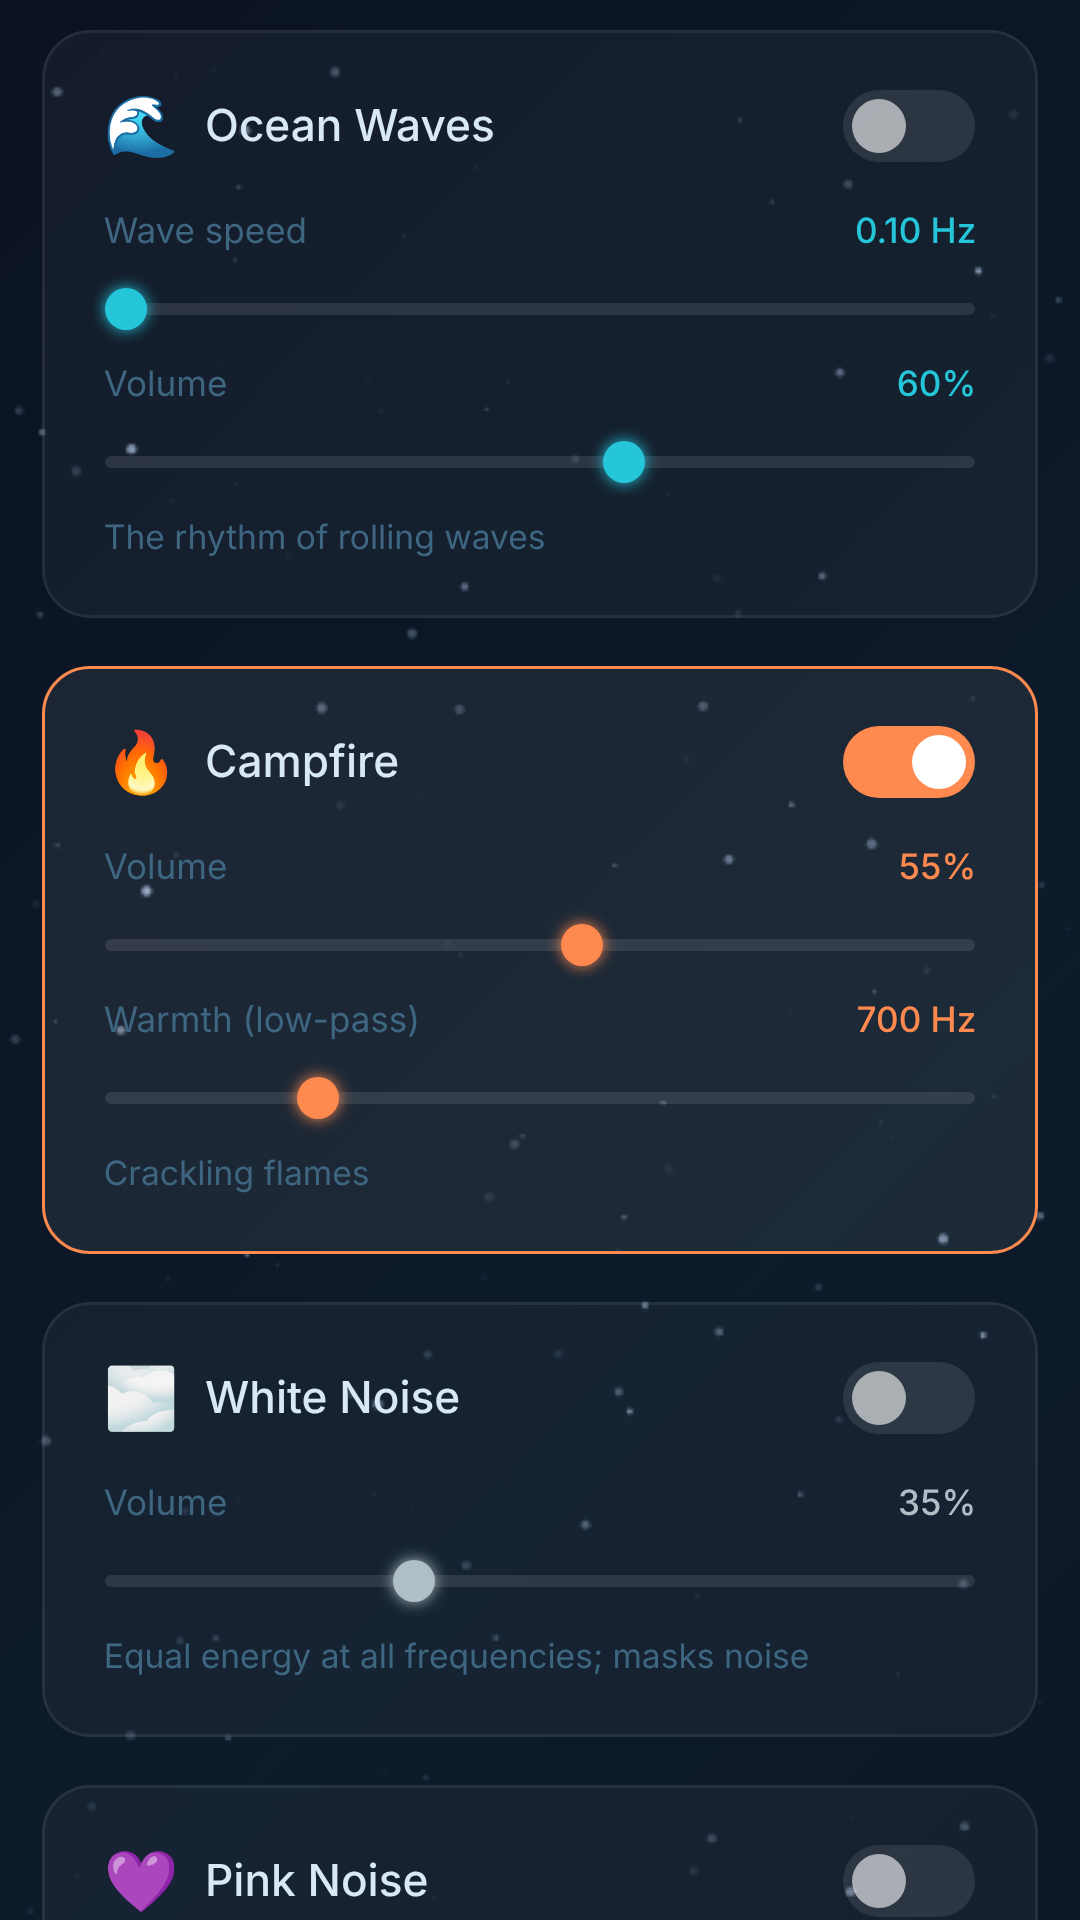 Ocean Waves
Wave speed 0.10 Hz
Volume 60%
The rhythm of rolling waves
Campfire
Volume 55%
Warmth (low-pass) 700 Hz
Crackling flames
White Noise
Volume 35%
Equal energy at all frequencies; masks noise
Pink Noise